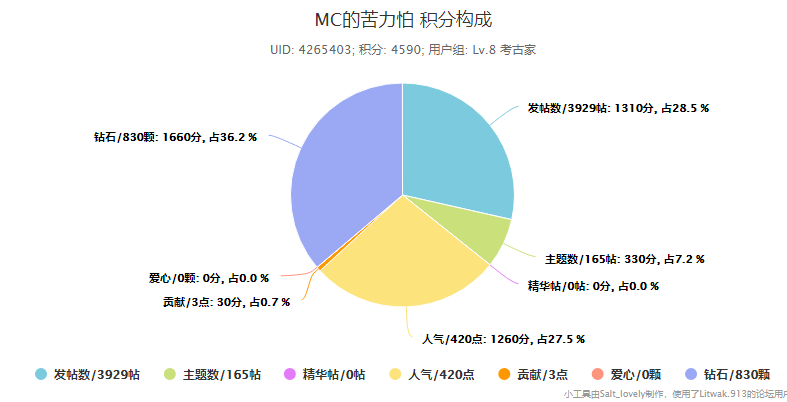 MC的苦力怕 积分构成
UID: 4265403; 积分: 4590; 用户组: Lv.8 考古家
发帖数/3929帖: 1310分, 占28.5 %
钻石/830颗: 1660分, 占36.2 %
主题数/165帖: 330分, 占7.2 %
爱心/0颗: 0分, 占0.0 %
精华帖/0帖: 0分, 占0.0 %
贡献/3点: 30分, 占0.7 %
人气/420点: 1260分, 占27.5 %
发帖数/3929帖 主题数/165帖 精华帖/0帖 人气/420点 贡献/3点 爱心/0颗 钻石/830颗
小工具由Salt_lovely制作，使用了Litwak.913的论坛用